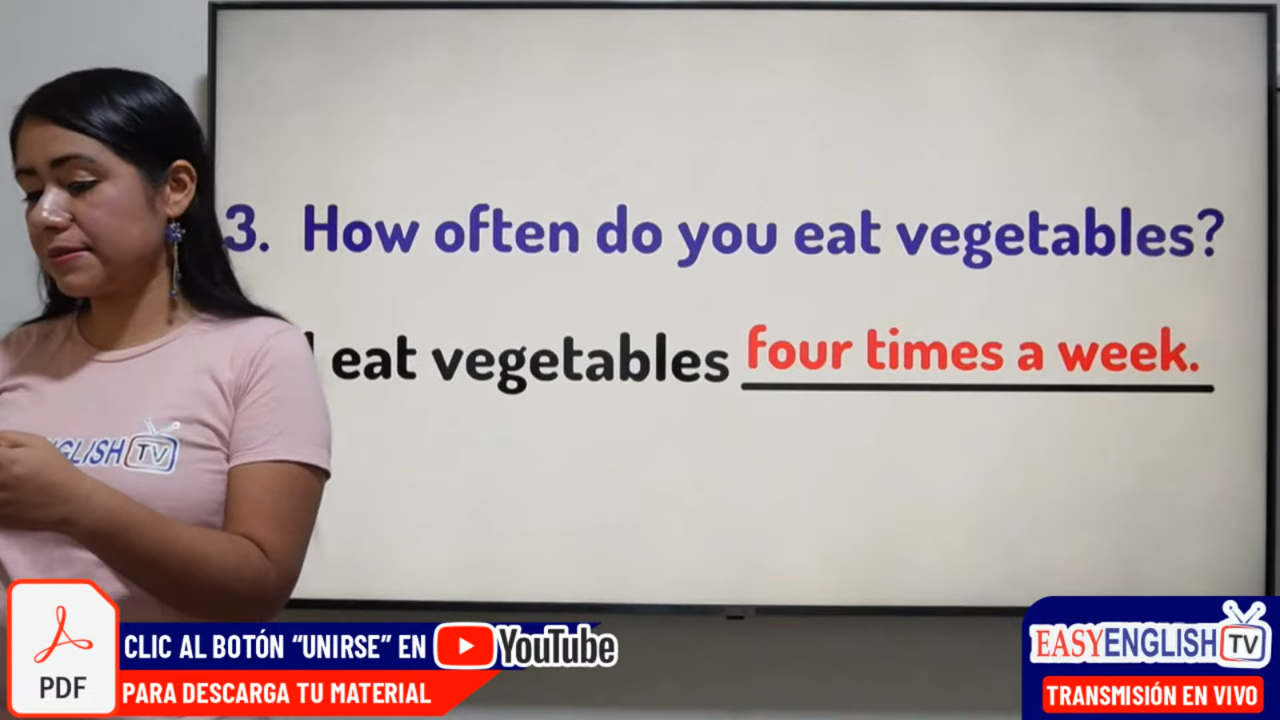 3. How often do you eat vegetables?
eat vegetables four times a week.
GLISH TV
PDF
CLIC AL BOTÓN “UNIRSE” EN YouTube
PARA DESCARGA TU MATERIAL
EASYENGLISH TV
TRANSMISIÓN EN VIVO